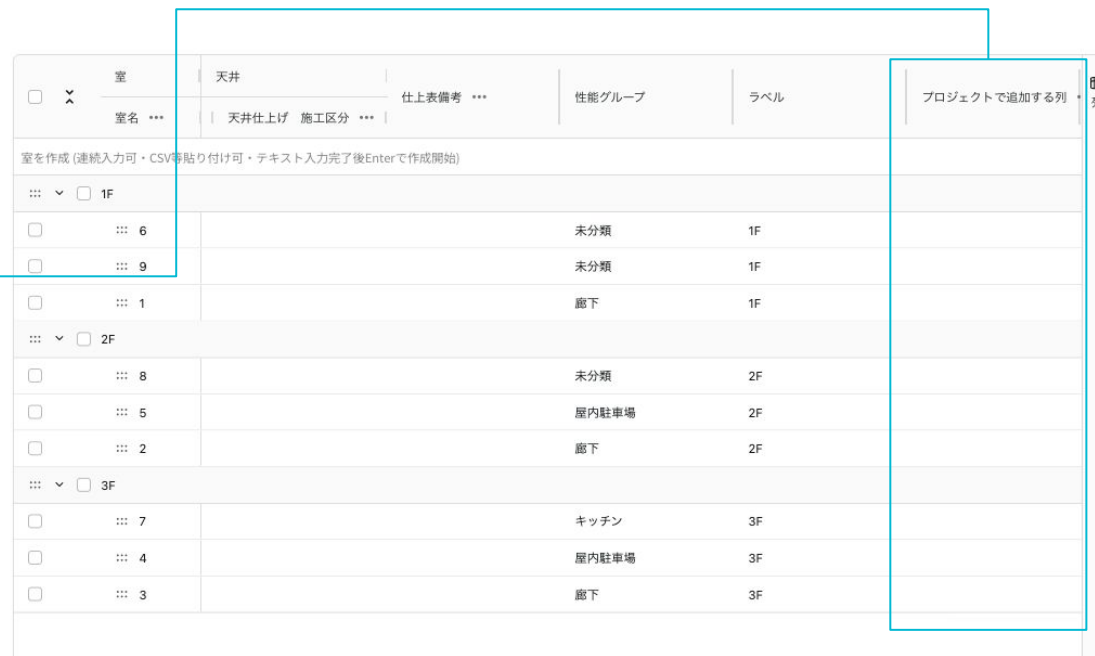 室 天井
仕上表備考 ••• 性能グループ ラベル プロジェクトで追加する列
室名 ••• 天井仕上げ 施工区分 •••
室を作成 (連続入力可・CSV等貼り付け可・テキスト入力完了後Enterで作成開始)
1F
6 未分類 1F
9 未分類 1F
1 廊下 1F
2F
8 未分類 2F
5 屋内駐車場 2F
2 廊下 2F
3F
7 キッチン 3F
4 屋内駐車場 3F
3 廊下 3F